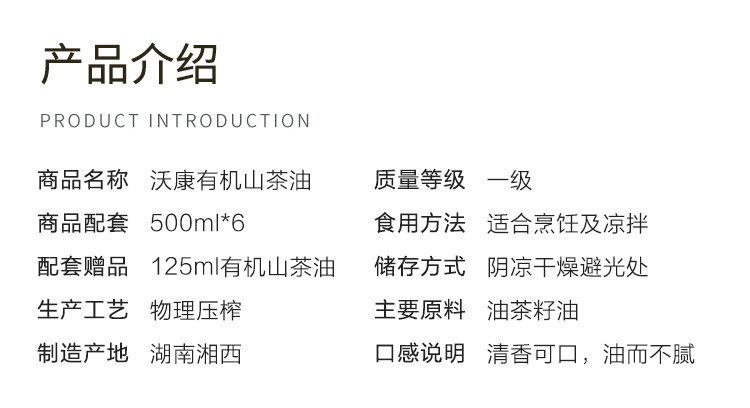 产品介绍
PRODUCT INTRODUCTION
商品名称 沃康有机山茶油 质量等级 一级
商品配套 500ml*6 食用方法 适合烹饪及凉拌
配套赠品 125ml有机山茶油 储存方式 阴凉干燥避光处
生产工艺 物理压榨 主要原料 油茶籽油
制造产地 湖南湘西 口感说明 清香可口，油而不腻